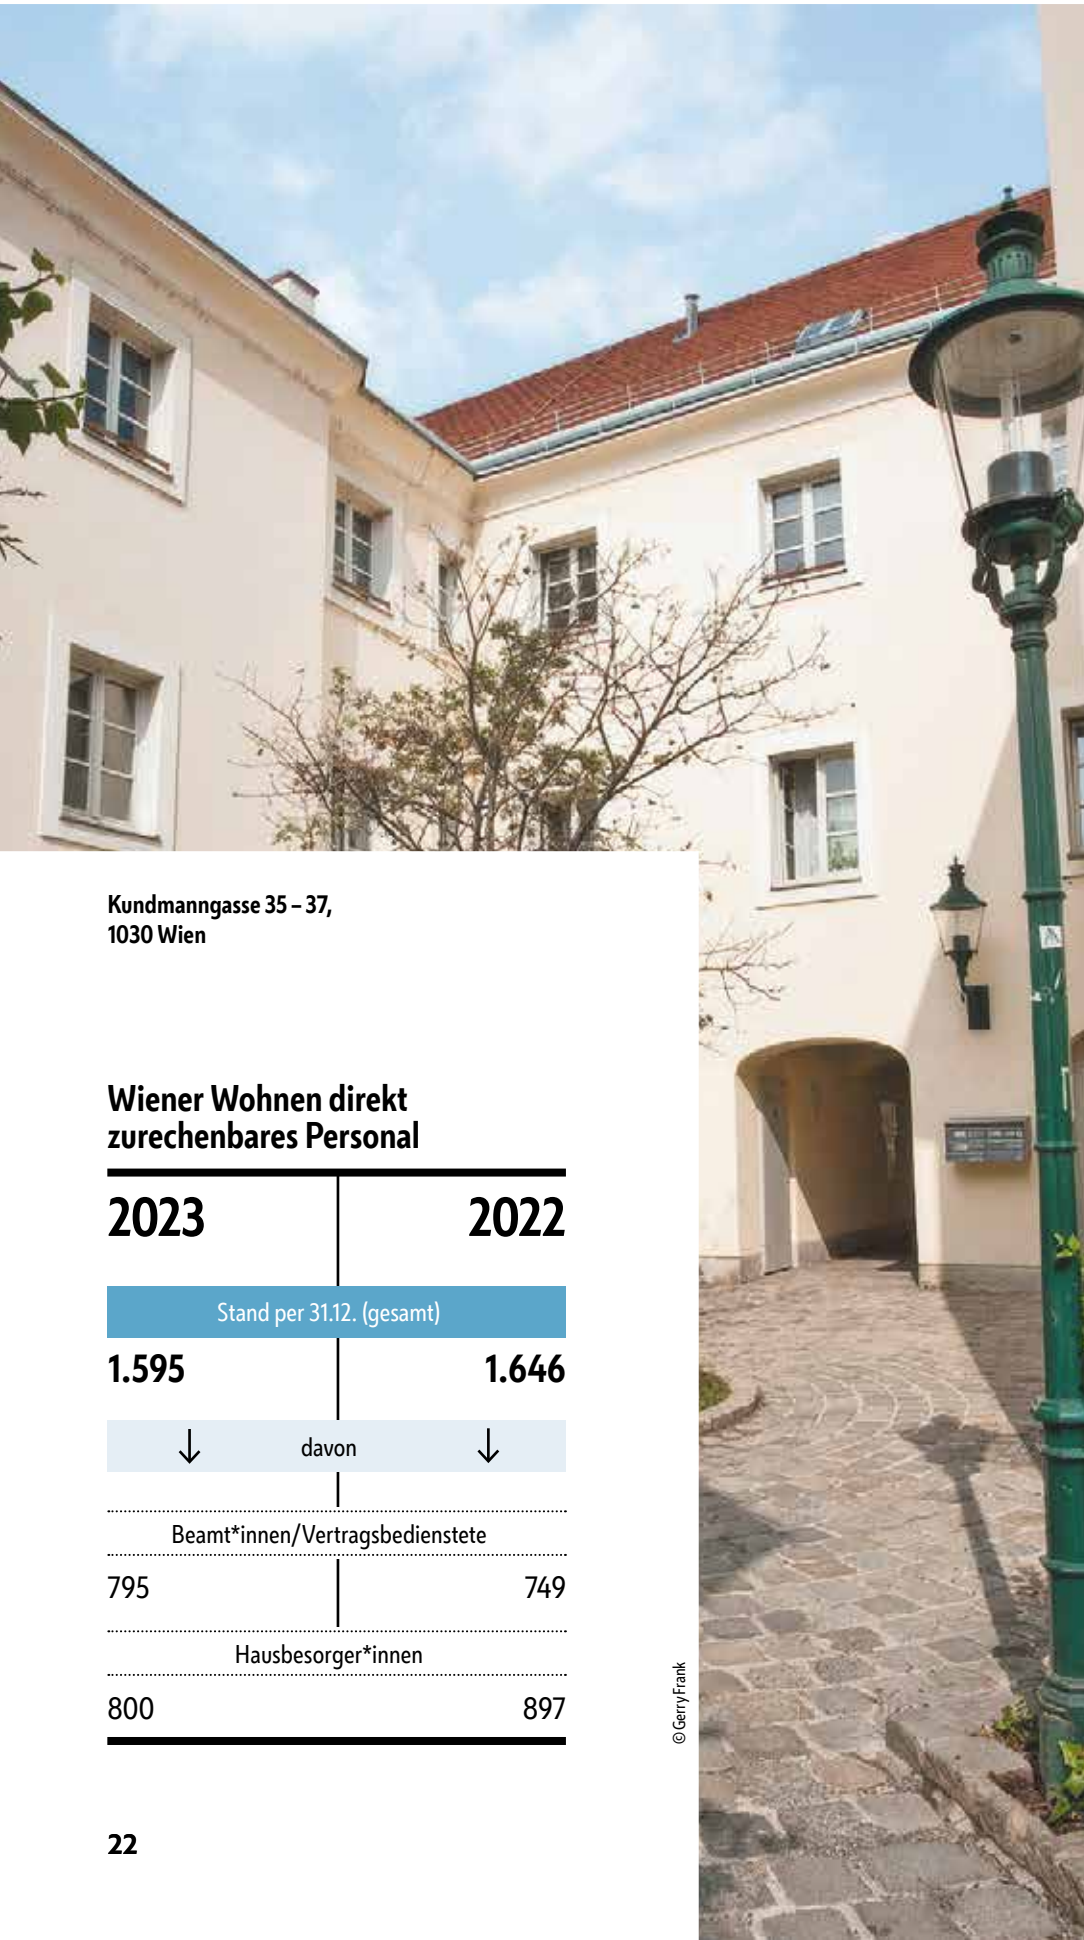 Kundmanngasse 35 – 37,
1030 Wien
Wiener Wohnen direkt
zurechenbares Personal
2023 2022
Stand per 31.12. (gesamt)
1.595 1.646
↓ davon ↓
Beamt*innen/Vertragsbedienstete
795 749
Hausbesorger*innen
800 897
© Gerry Frank
22